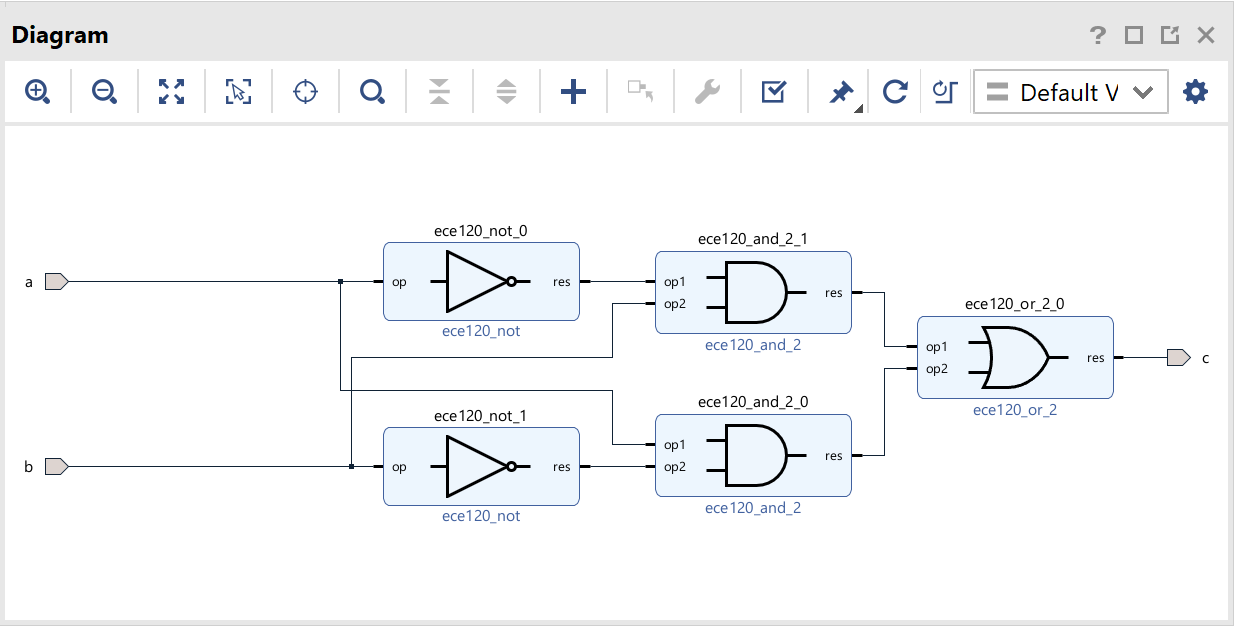 Diagram
?
Default V
ece120_not_0
a
op
res
ece120_not
ece120_and_2_1
op1
op2
res
ece120_and_2
ece120_or_2_0
op1
op2
res
c
ece120_or_2
ece120_not_1
b
op
res
ece120_not
ece120_and_2_0
op1
op2
res
ece120_and_2